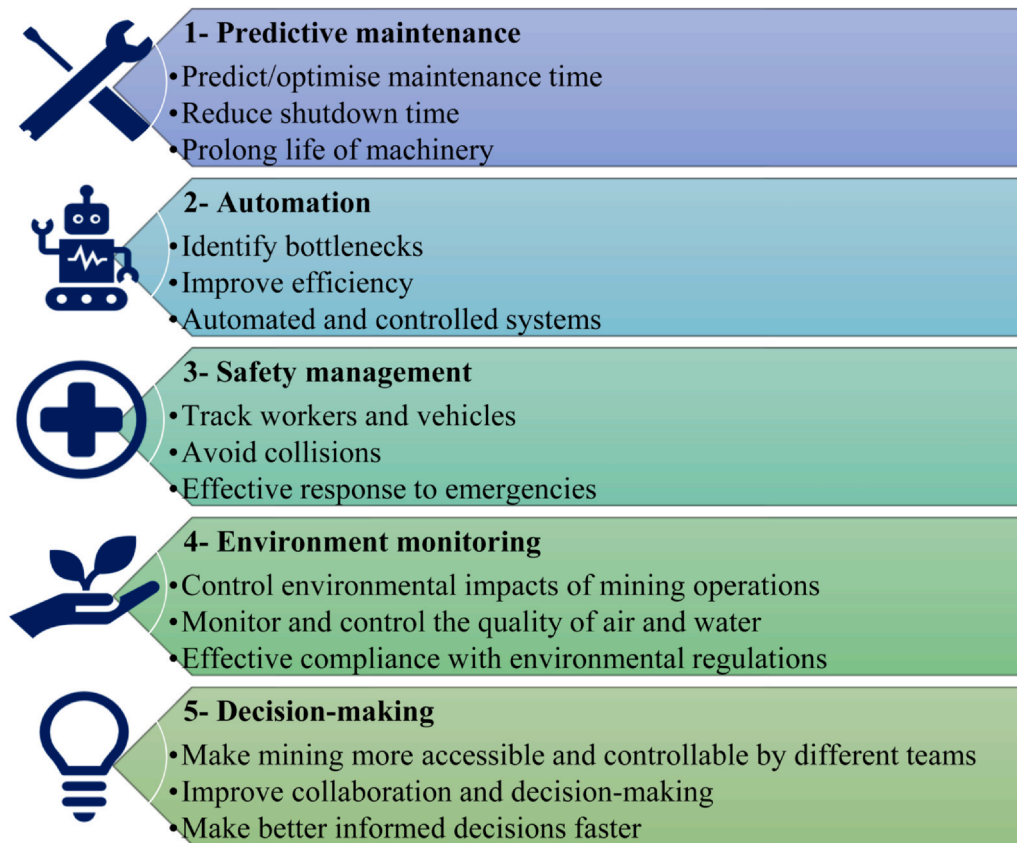 1- Predictive maintenance
•Predict/optimise maintenance time
•Reduce shutdown time
•Prolong life of machinery
2- Automation
•Identify bottlenecks
•Improve efficiency
•Automated and controlled systems
3- Safety management
•Track workers and vehicles
•Avoid collisions
•Effective response to emergencies
4- Environment monitoring
•Control environmental impacts of mining operations
•Monitor and control the quality of air and water
•Effective compliance with environmental regulations
5- Decision-making
•Make mining more accessible and controllable by different teams
•Improve collaboration and decision-making
•Make better informed decisions faster